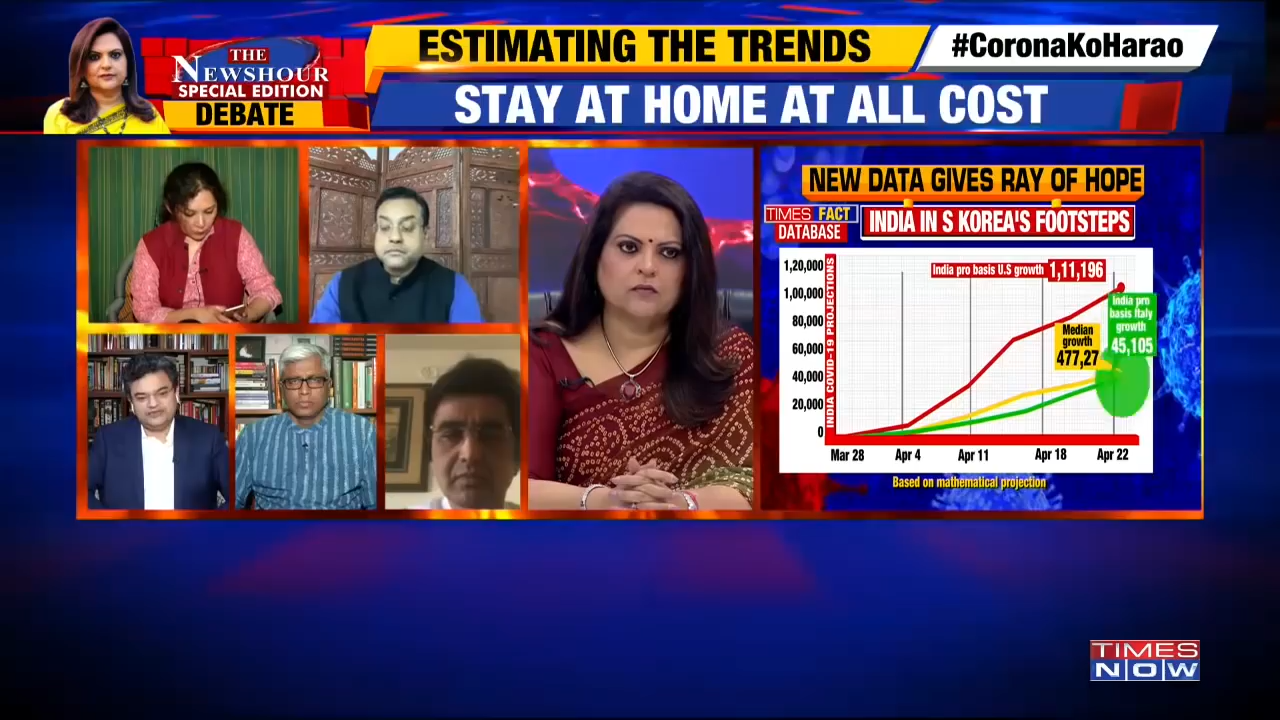 THE
NEWSHOUR
SPECIAL EDITION
DEBATE
ESTIMATING THE TRENDS
#CoronaKoHarao
STAY AT HOME AT ALL COST
NEW DATA GIVES RAY OF HOPE
TIMES FACT
DATABASE
INDIA IN S KOREA'S FOOTSTEPS
INDIA COVID-19 PROJECTIONS
1,20,000
1,00,000
80,000
60,000
40,000
20,000
0
India pro basis U.S growth 1,11,196
India pro
basis Italy
growth
45,105
Median
growth
477,27
Mar 28
Apr 4
Apr 11
Apr 18
Apr 22
Based on mathematical projection
TIMES
NOW